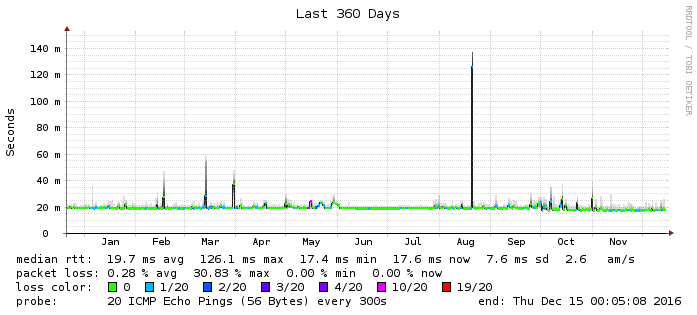 Last 360 Days
RRDTOOL / TOBI OETIKER
Seconds
140 m
120 m
100 m
80 m
60 m
40 m
20 m
0
Jan Feb Mar Apr May Jun Jul Aug Sep Oct Nov
median rtt: 19.7 ms avg 126.1 ms max 17.4 ms min 17.6 ms now 7.6 ms sd 2.6 am/s
packet loss: 0.28 % avg 30.83 % max 0.00 % min 0.00 % now
loss color: 0 1/20 2/20 3/20 4/20 10/20 19/20
probe: 20 ICMP Echo Pings (56 Bytes) every 300s end: Thu Dec 15 00:05:08 2016